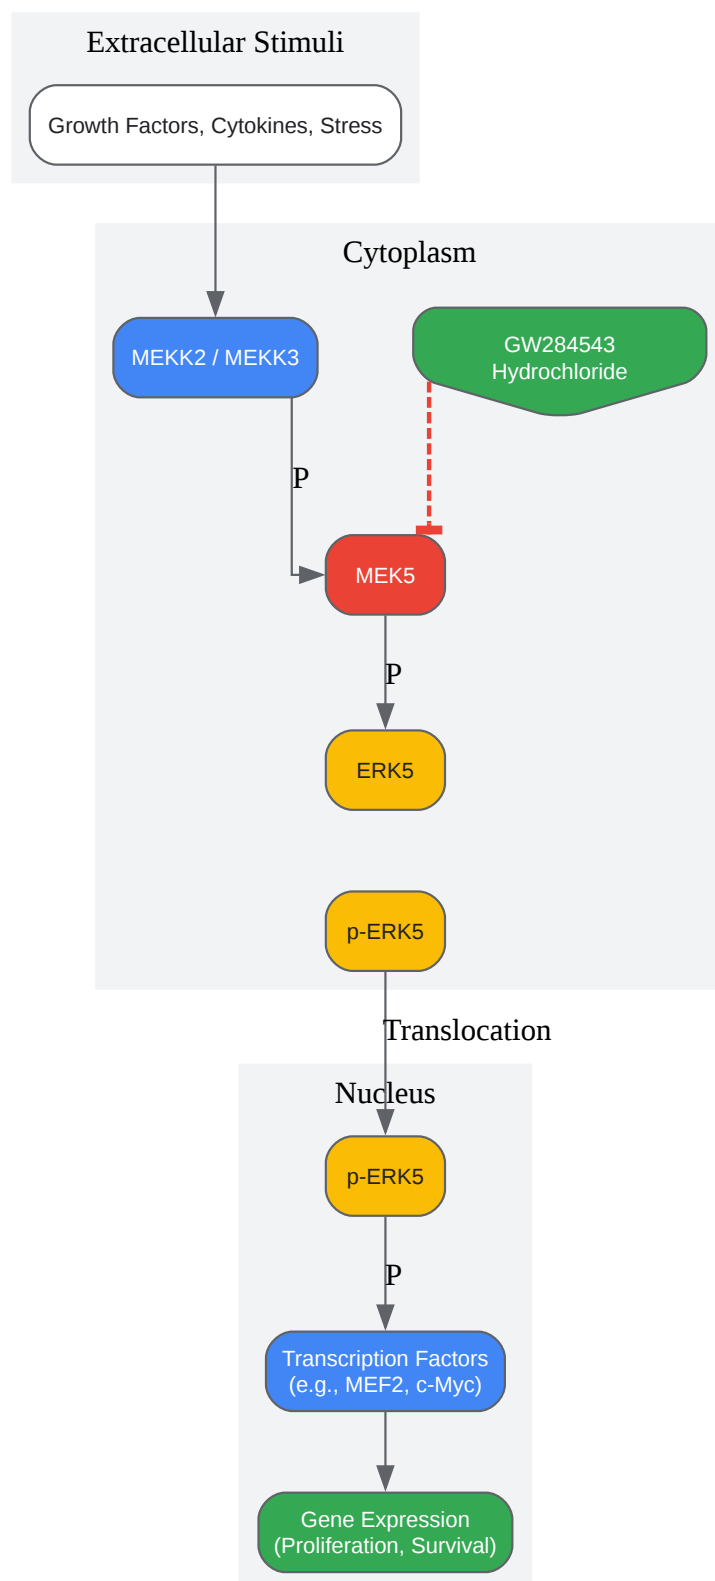 Extracellular Stimuli
Growth Factors, Cytokines, Stress
Cytoplasm
MEKK2 / MEKK3
GW284543
Hydrochloride
P
MEK5
P
ERK5
p-ERK5
Translocation
Nucleus
p-ERK5
P
Transcription Factors
(e.g., MEF2, c-Myc)
Gene Expression
(Proliferation, Survival)